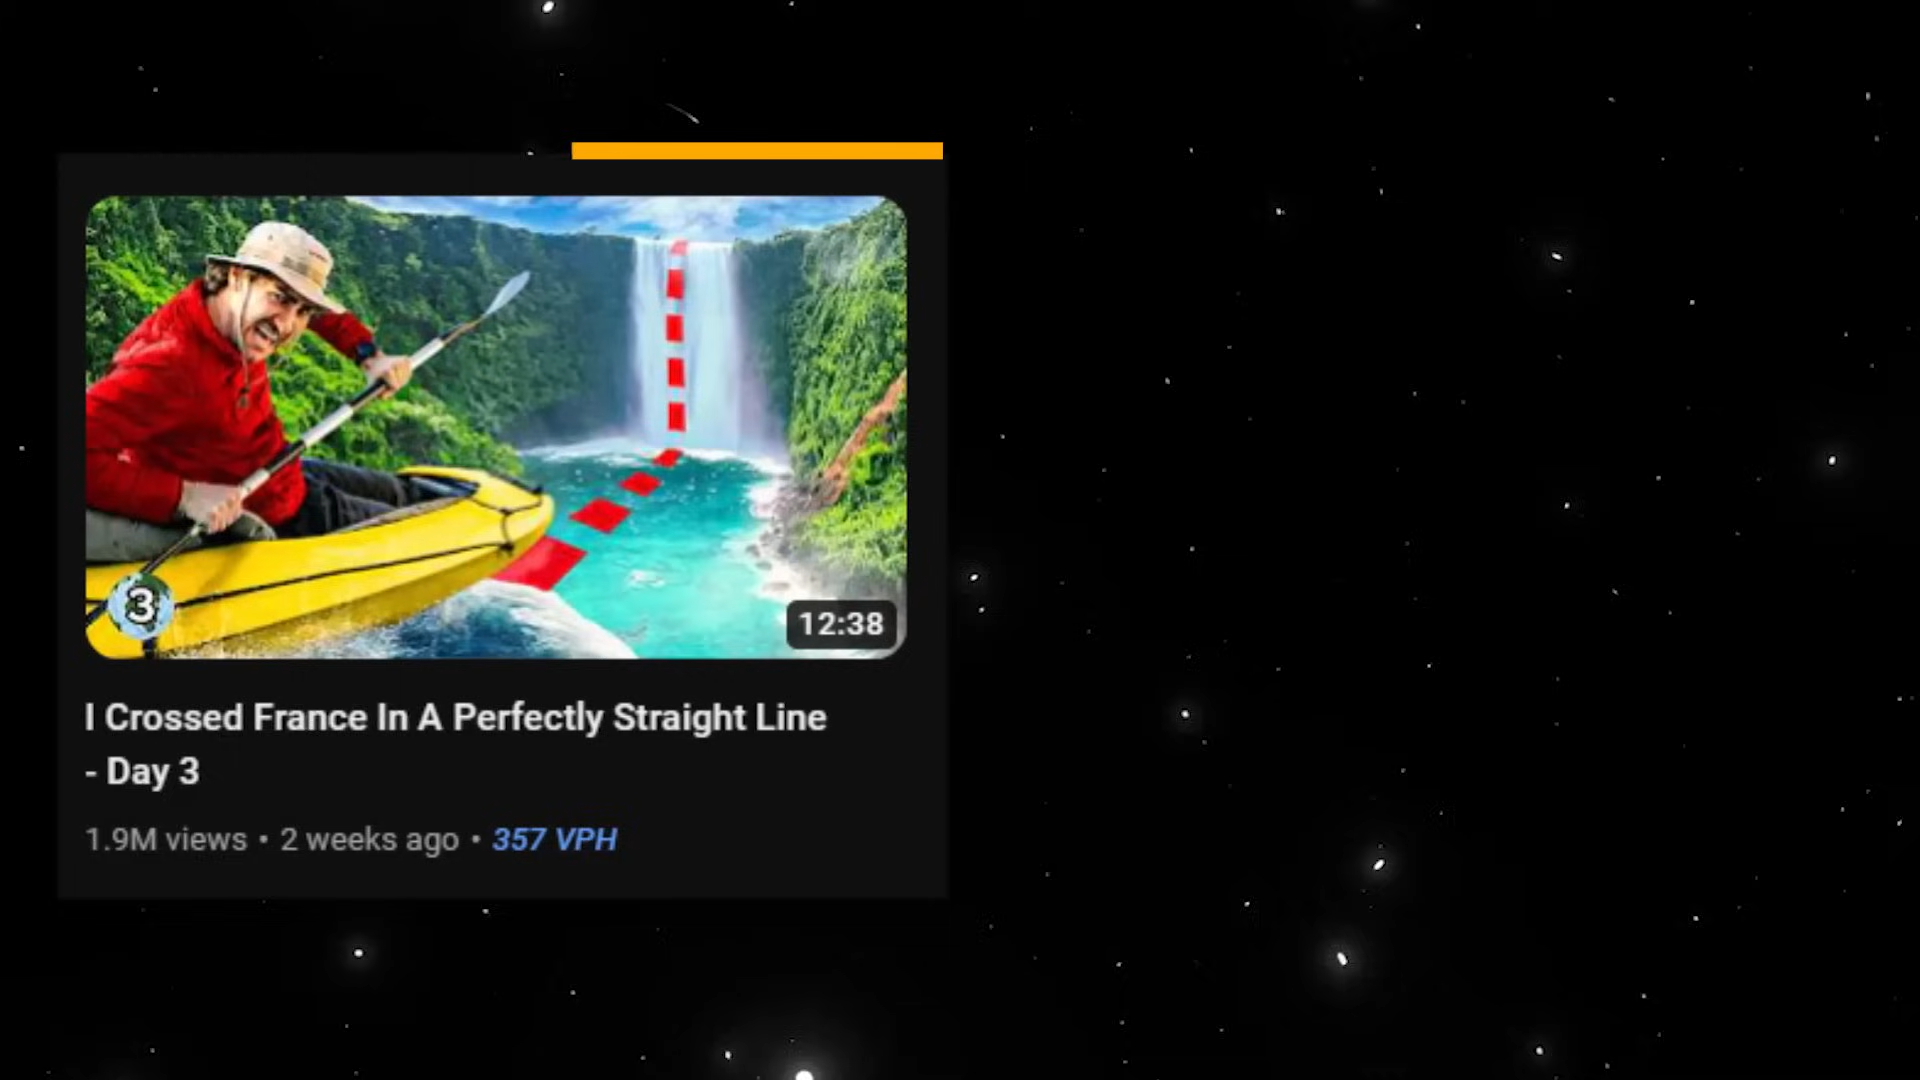 3
12:38
I Crossed France In A Perfectly Straight Line
- Day 3
1.9M views • 2 weeks ago • 357 VPH